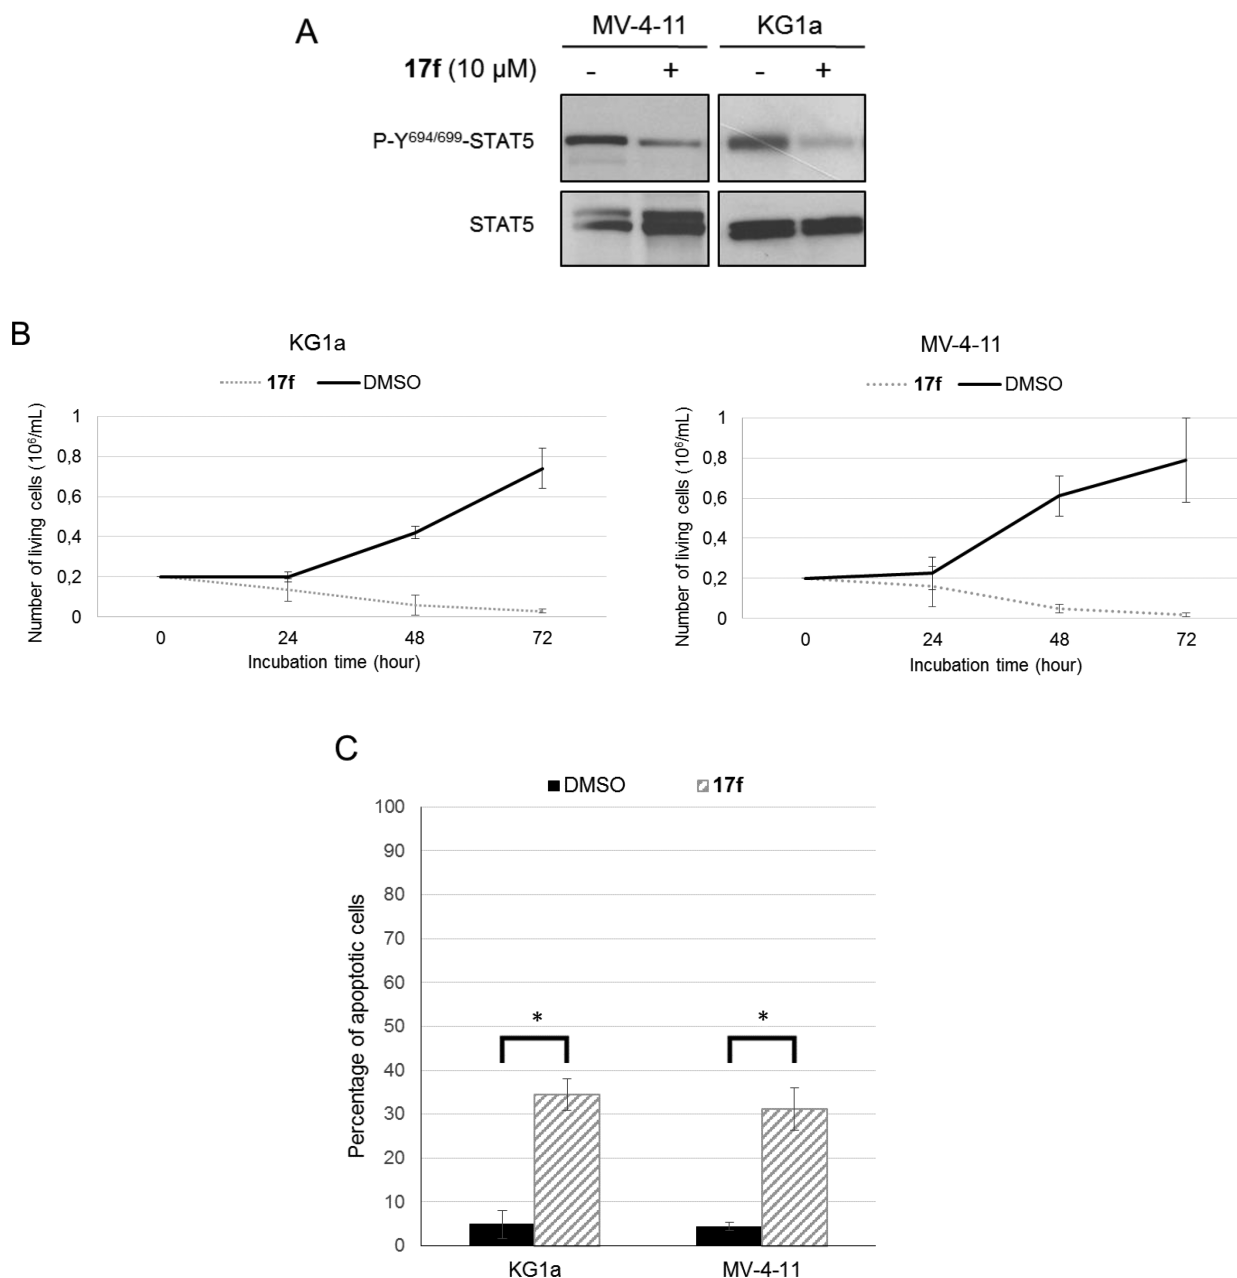 A
MV-4-11 KG1a
17f (10 µM) - + - +
P-Y694/699-STAT5
STAT5
B
KG1a
17f DMSO
Number of living cells (10⁶/mL)
1
0,8
0,6
0,4
0,2
0
0 24 48 72
Incubation time (hour)
MV-4-11
17f DMSO
Number of living cells (10⁶/mL)
1
0,8
0,6
0,4
0,2
0
0 24 48 72
Incubation time (hour)
C
DMSO 17f
Percentage of apoptotic cells
100
90
80
70
60
50
40
30
20
10
0
* *
KG1a MV-4-11